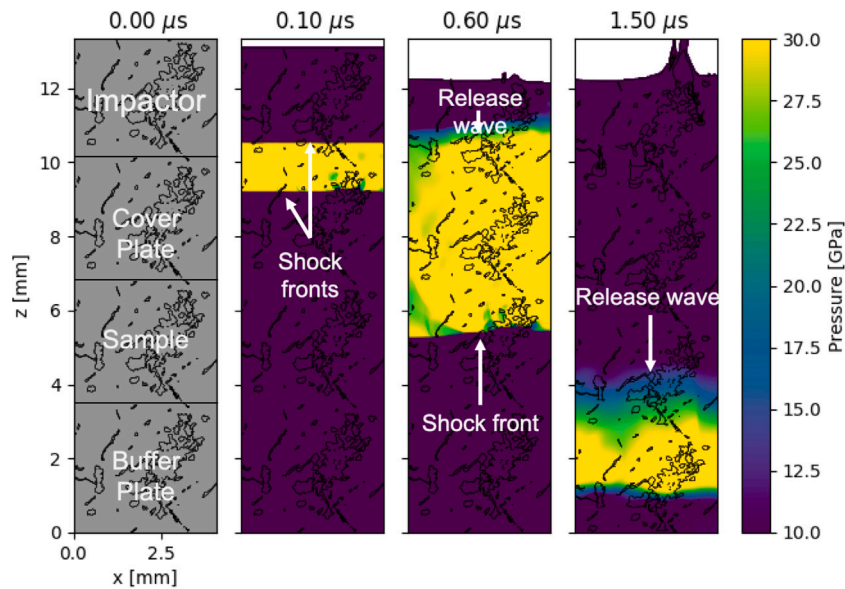 0.00 μs
0.10 μs
0.60 μs
1.50 μs
z [mm]
12
10
8
6
4
2
0
Impactor
Cover
Plate
Sample
Buffer
Plate
0.0
2.5
x [mm]
Shock
fronts
Release
wave
Shock front
Release wave
30.0
27.5
25.0
22.5
20.0
17.5
15.0
12.5
10.0
Pressure [GPa]